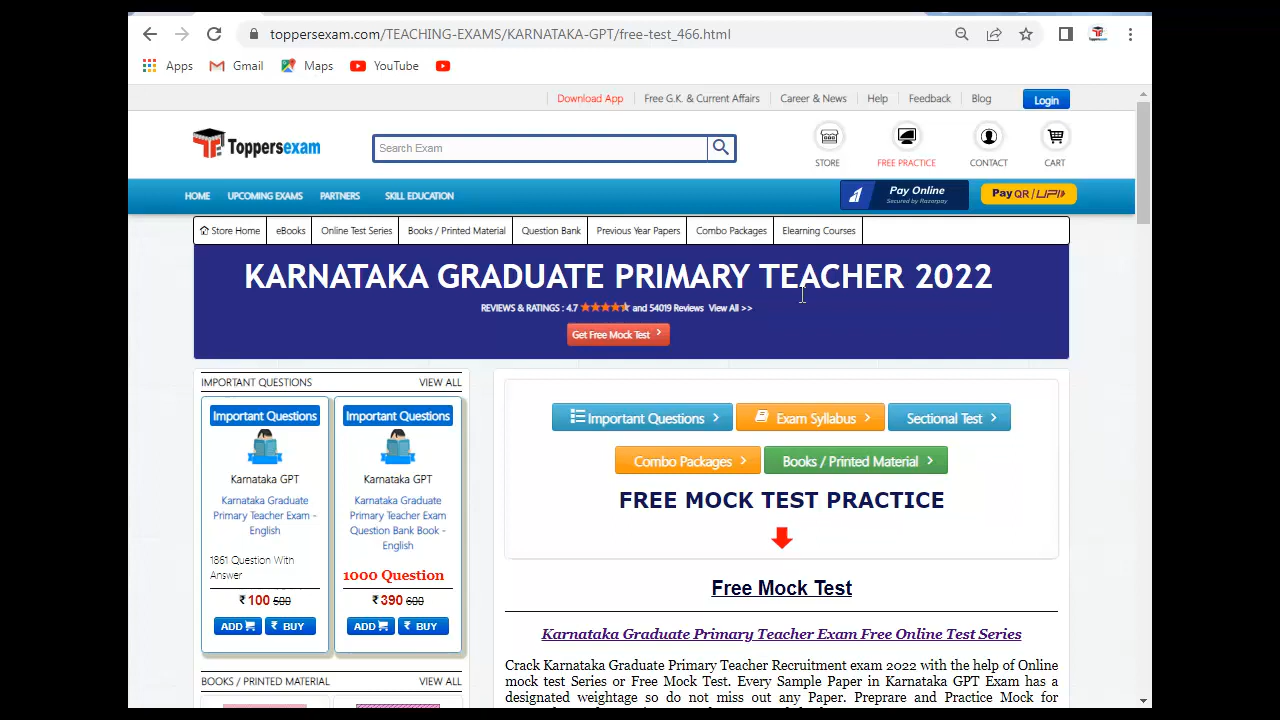 toppersexam.com/TEACHING-EXAMS/KARNATAKA-GPT/free-test_466.html
Apps Gmail Maps YouTube
Download App Free G.K. & Current Affairs Career & News Help Feedback Blog Login
Toppersexam Search Exam
STORE FREE PRACTICE CONTACT CART
HOME UPCOMING EXAMS PARTNERS SKILL EDUCATION Pay Online Secured by Razorpay Pay QR / UPI
Store Home eBooks Online Test Series Books / Printed Material Question Bank Previous Year Papers Combo Packages Elearning Courses
KARNATAKA GRADUATE PRIMARY TEACHER 2022
REVIEWS & RATINGS : 4.7 and 54019 Reviews View All >>
Get Free Mock Test
IMPORTANT QUESTIONS VIEW ALL
Important Questions
Karnataka GPT
Karnataka Graduate
Primary Teacher Exam -
English
1861 Question With
Answer
₹ 100 500
ADD ₹ BUY
Important Questions
Karnataka GPT
Karnataka Graduate
Primary Teacher Exam
Question Bank Book -
English
1000 Question
₹ 390 600
ADD ₹ BUY
BOOKS / PRINTED MATERIAL VIEW ALL
Important Questions Exam Syllabus Sectional Test
Combo Packages Books / Printed Material
FREE MOCK TEST PRACTICE
Free Mock Test
Karnataka Graduate Primary Teacher Exam Free Online Test Series
Crack Karnataka Graduate Primary Teacher Recruitment exam 2022 with the help of Online
mock test Series or Free Mock Test. Every Sample Paper in Karnataka GPT Exam has a
designated weightage so do not miss out any Paper. Preprare and Practice Mock for